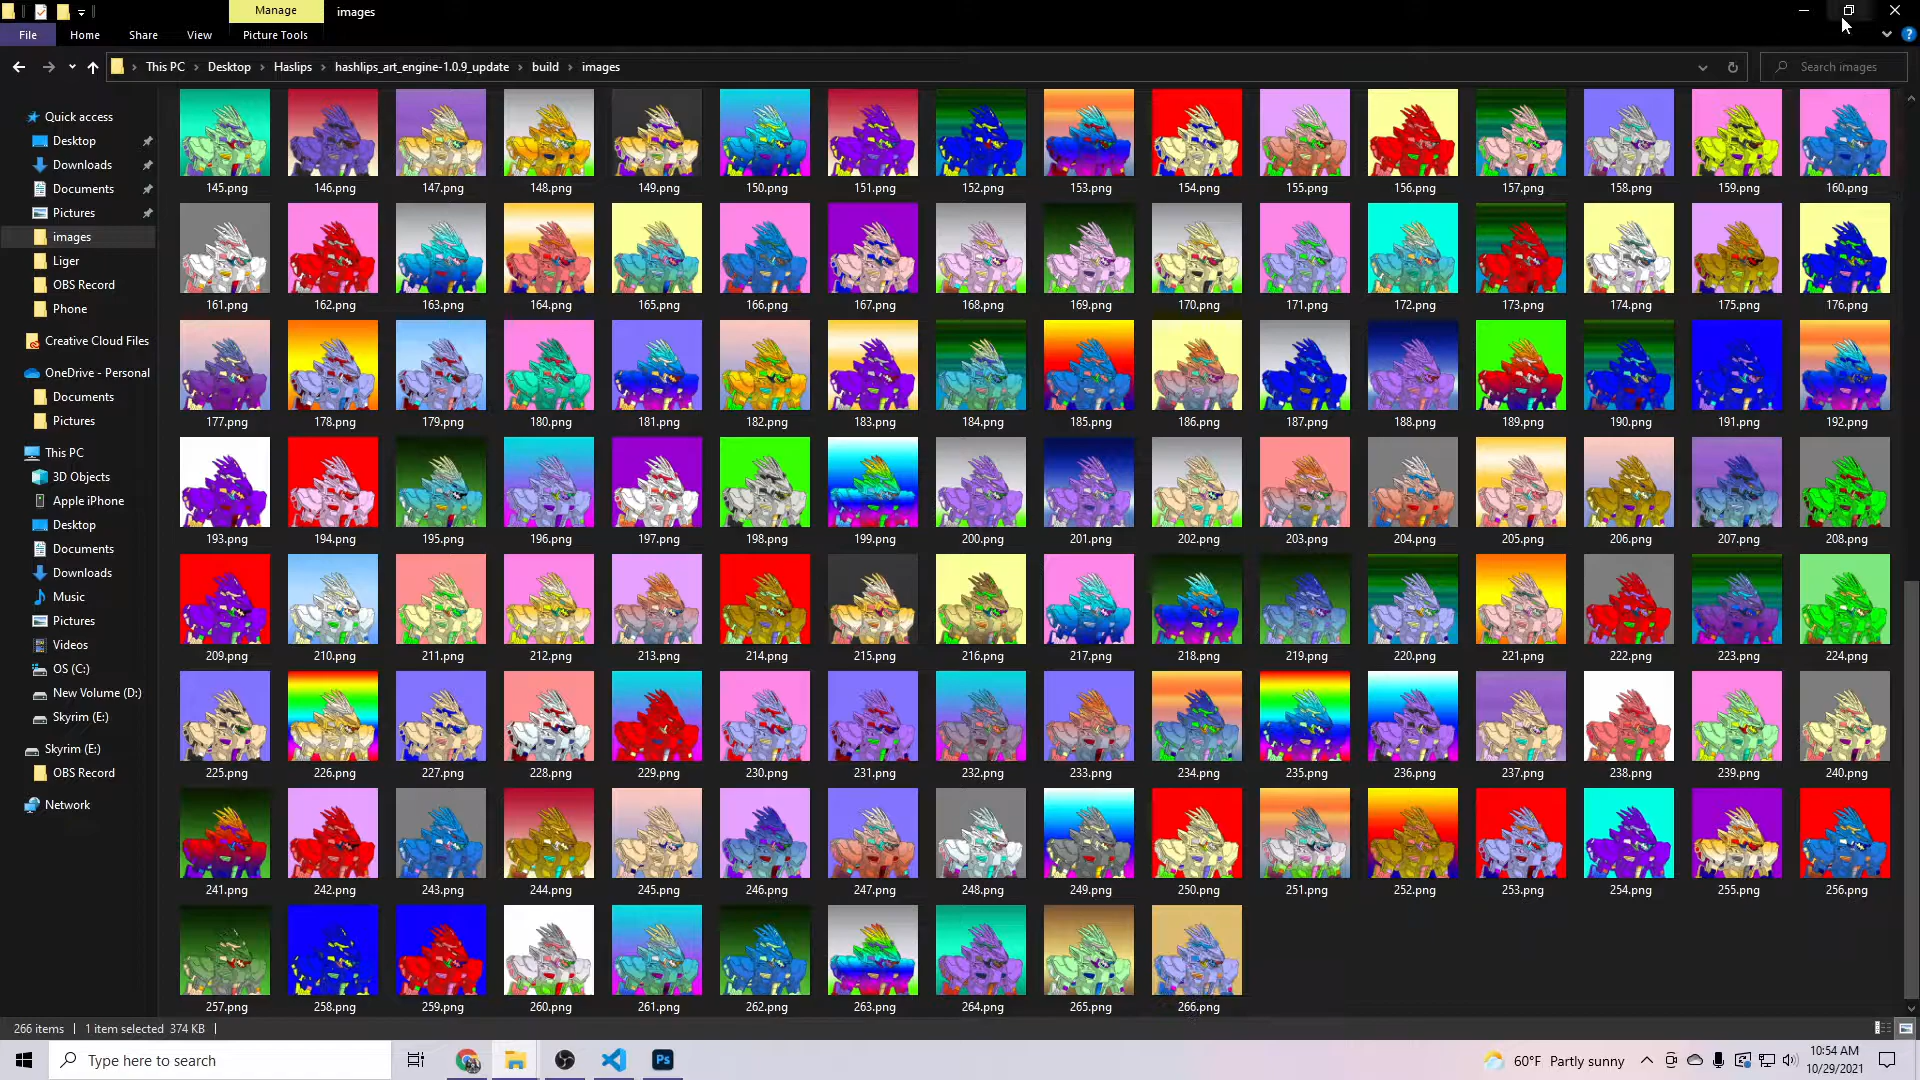 Manage
images
File
Home
Share
View
Picture Tools
This PC
Desktop
Haslips
hashlips_art_engine-1.0.9_update
build
images
Search images
Quick access
Desktop
Downloads
Documents
Pictures
images
Liger
OBS Record
Phone
Creative Cloud Files
OneDrive - Personal
Documents
Pictures
This PC
3D Objects
Apple iPhone
Desktop
Documents
Downloads
Music
Pictures
Videos
OS (C:)
New Volume (D:)
Skyrim (E:)
Skyrim (E:)
OBS Record
Network
145.png 146.png 147.png 148.png 149.png 150.png 151.png 152.png 153.png 154.png 155.png 156.png 157.png 158.png 159.png 160.png
161.png 162.png 163.png 164.png 165.png 166.png 167.png 168.png 169.png 170.png 171.png 172.png 173.png 174.png 175.png 176.png
177.png 178.png 179.png 180.png 181.png 182.png 183.png 184.png 185.png 186.png 187.png 188.png 189.png 190.png 191.png 192.png
193.png 194.png 195.png 196.png 197.png 198.png 199.png 200.png 201.png 202.png 203.png 204.png 205.png 206.png 207.png 208.png
209.png 210.png 211.png 212.png 213.png 214.png 215.png 216.png 217.png 218.png 219.png 220.png 221.png 222.png 223.png 224.png
225.png 226.png 227.png 228.png 229.png 230.png 231.png 232.png 233.png 234.png 235.png 236.png 237.png 238.png 239.png 240.png
241.png 242.png 243.png 244.png 245.png 246.png 247.png 248.png 249.png 250.png 251.png 252.png 253.png 254.png 255.png 256.png
257.png 258.png 259.png 260.png 261.png 262.png 263.png 264.png 265.png 266.png
266 items
1 item selected 374 KB
Type here to search
Ps
60°F Partly sunny
10:54 AM
10/29/2021